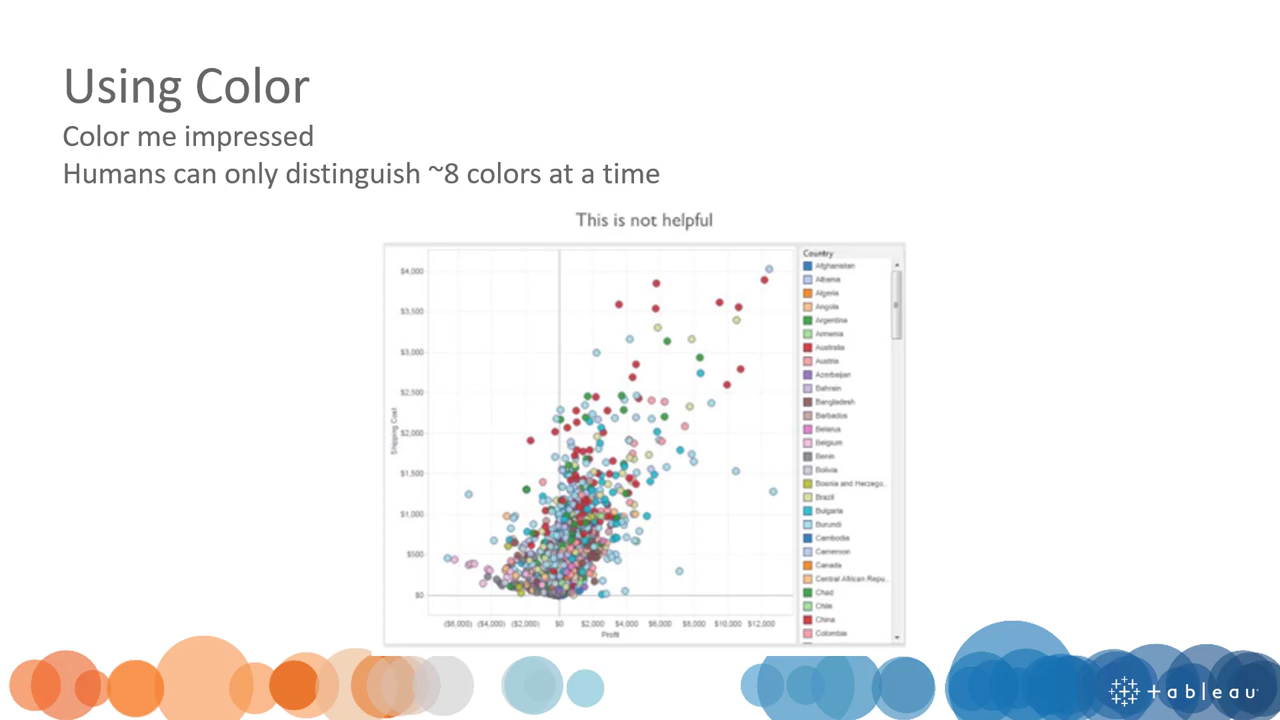 Using Color
Color me impressed
Humans can only distinguish ~8 colors at a time
This is not helpful
Country
Afghanistan
Albania
Algeria
Angola
Argentina
Armenia
Australia
Austria
Azerbaijan
Bahrain
Bangladesh
Barbados
Belarus
Belgium
Benin
Bolivia
Bosnia and Herzego..
Brazil
Bulgaria
Burundi
Cambodia
Cameroon
Canada
Central African Repu..
Chad
Chile
China
Colombia
$4,000
$3,500
$3,000
$2,500
$2,000
$1,500
$1,000
$500
$0
Shipping Cost
($6,000) ($4,000) ($2,000) $0 $2,000 $4,000 $6,000 $8,000 $10,000 $12,000
Profit
+ableau